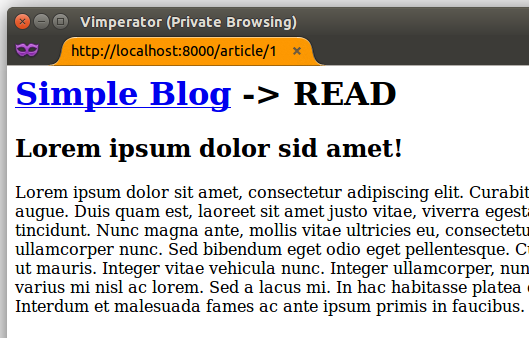 Vimperator (Private Browsing)
http://localhost:8000/article/1
Simple Blog -> READ
Lorem ipsum dolor sid amet!
Lorem ipsum dolor sit amet, consectetur adipiscing elit. Curabit
augue. Duis quam est, laoreet sit amet justo vitae, viverra egest
tincidunt. Nunc magna ante, mollis vitae ultricies eu, consectetu
ullamcorper nunc. Sed bibendum eget odio eget pellentesque. C
ut mauris. Integer vitae vehicula nunc. Integer ullamcorper, nun
varius mi nisl ac lorem. Sed a lacus mi. In hac habitasse platea
Interdum et malesuada fames ac ante ipsum primis in faucibus.